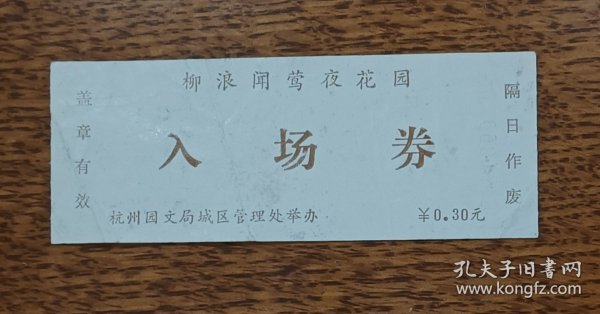 柳浪闻莺夜花园
盖章有效
入场券
隔日作废
杭州园文局城区管理处举办
￥0.30元
孔夫子旧书网
www.kongfz.com